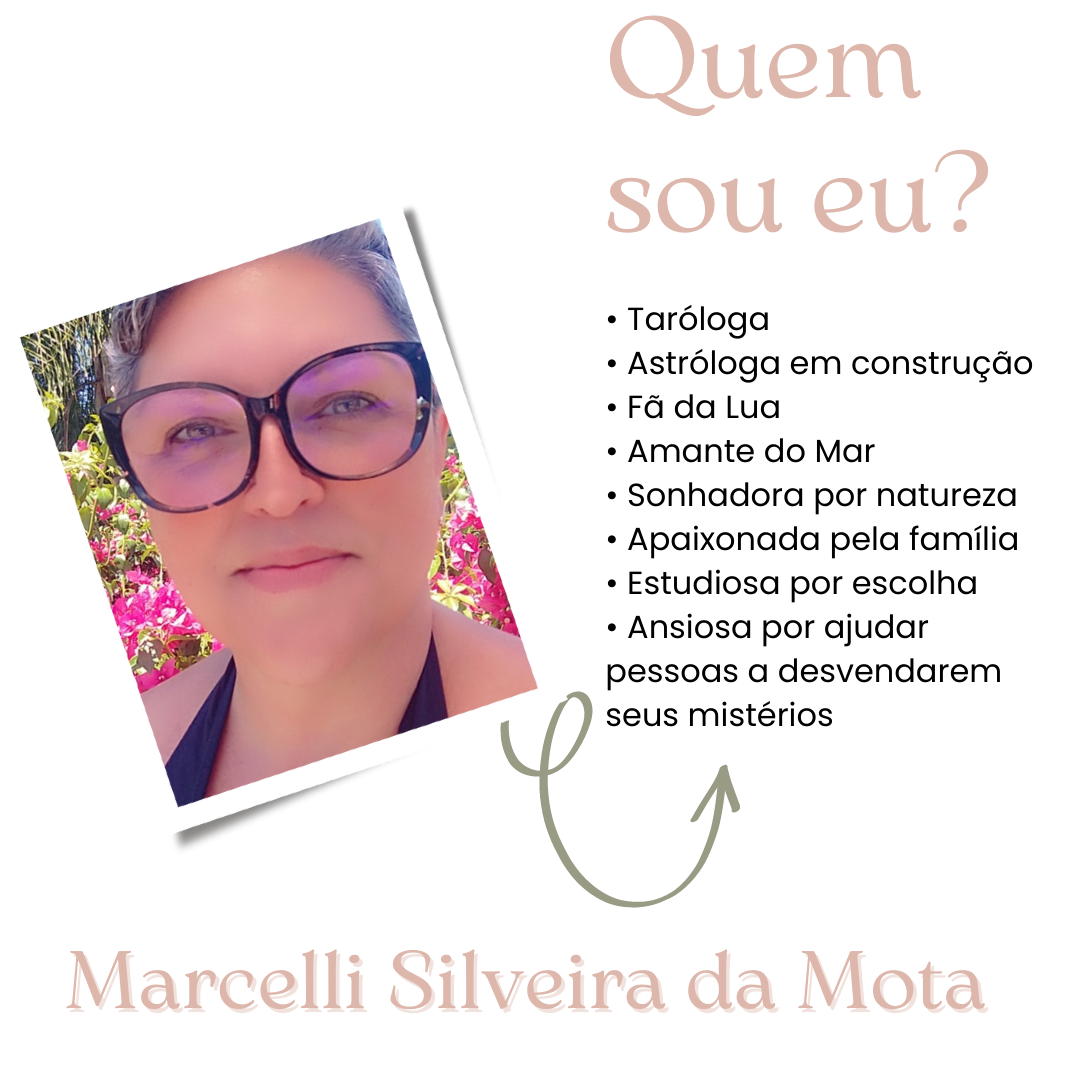 Quem
sou eu?
• Taróloga
• Astróloga em construção
• Fã da Lua
• Amante do Mar
• Sonhadora por natureza
• Apaixonada pela família
• Estudiosa por escolha
• Ansiosa por ajudar
pessoas a desvendarem
seus mistérios
Marcelli Silveira da Mota